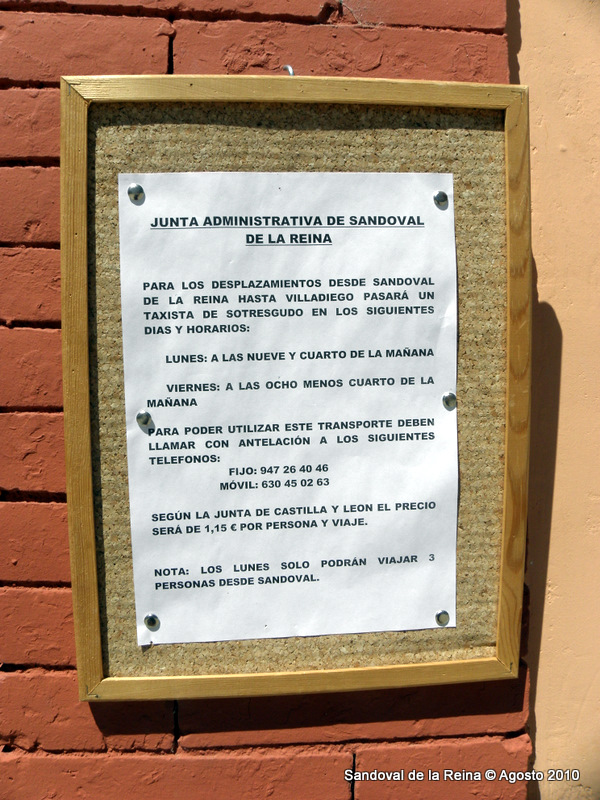 JUNTA ADMINISTRATIVA DE SANDOVAL
DE LA REINA
PARA LOS DESPLAZAMIENTOS DESDE SANDOVAL
DE LA REINA HASTA VILLADIEGO PASARÁ UN
TAXISTA DE SOTRESGUDO EN LOS SIGUIENTES
DIAS Y HORARIOS:
LUNES: A LAS NUEVE Y CUARTO DE LA MAÑANA
VIERNES: A LAS OCHO MENOS CUARTO DE LA
MAÑANA
PARA PODER UTILIZAR ESTE TRANSPORTE DEBEN
LLAMAR CON ANTELACIÓN A LOS SIGUIENTES
TELEFONOS:
FIJO: 947 26 40 46
MÓVIL: 630 45 02 63
SEGÚN LA JUNTA DE CASTILLA Y LEON EL PRECIO
SERÁ DE 1,15 € POR PERSONA Y VIAJE.
NOTA: LOS LUNES SOLO PODRÁN VIAJAR 3
PERSONAS DESDE SANDOVAL.
Sandoval de la Reina © Agosto 2010